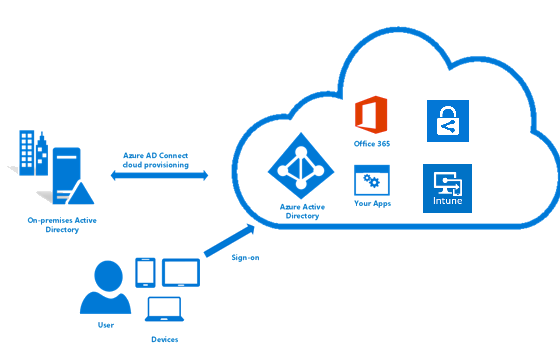 Office 365
Azure AD Connect
cloud provisioning
Your Apps
Intune
Azure Active
Directory
On-premises Active
Directory
Sign-on
User
Devices